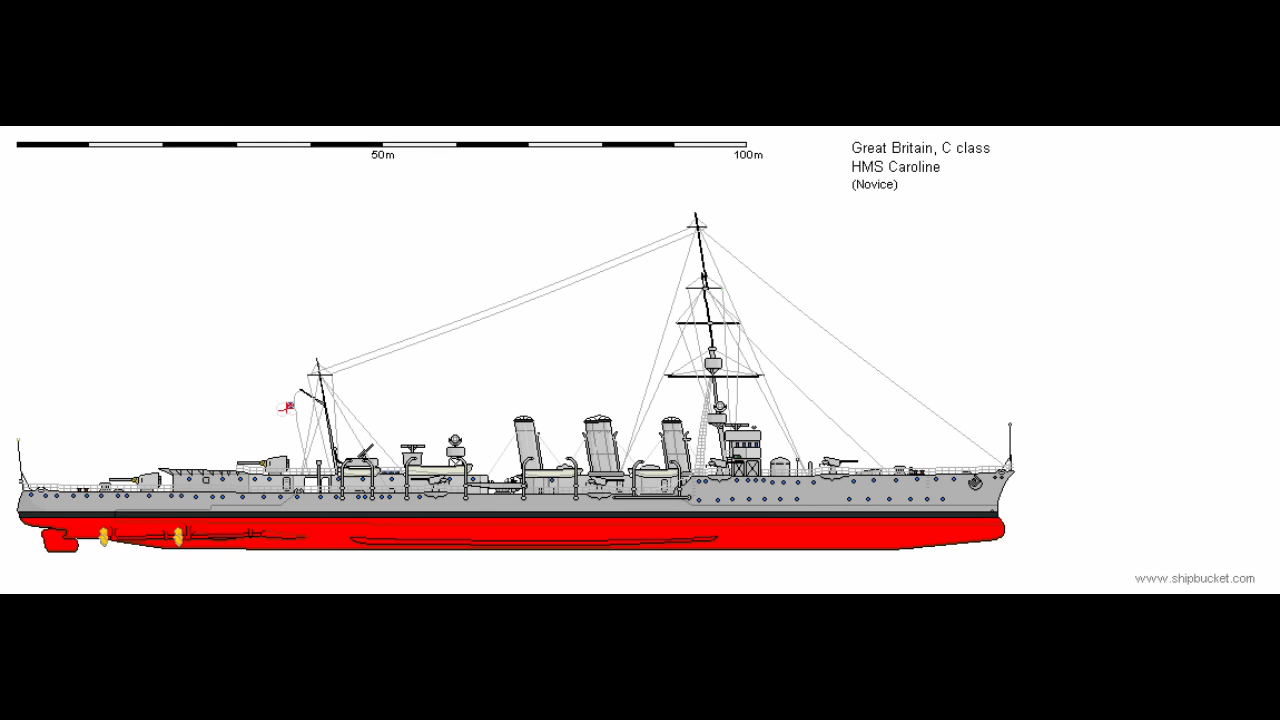 50m
100m
Great Britain, C class
HMS Caroline
(Novice)
www.shipbucket.com